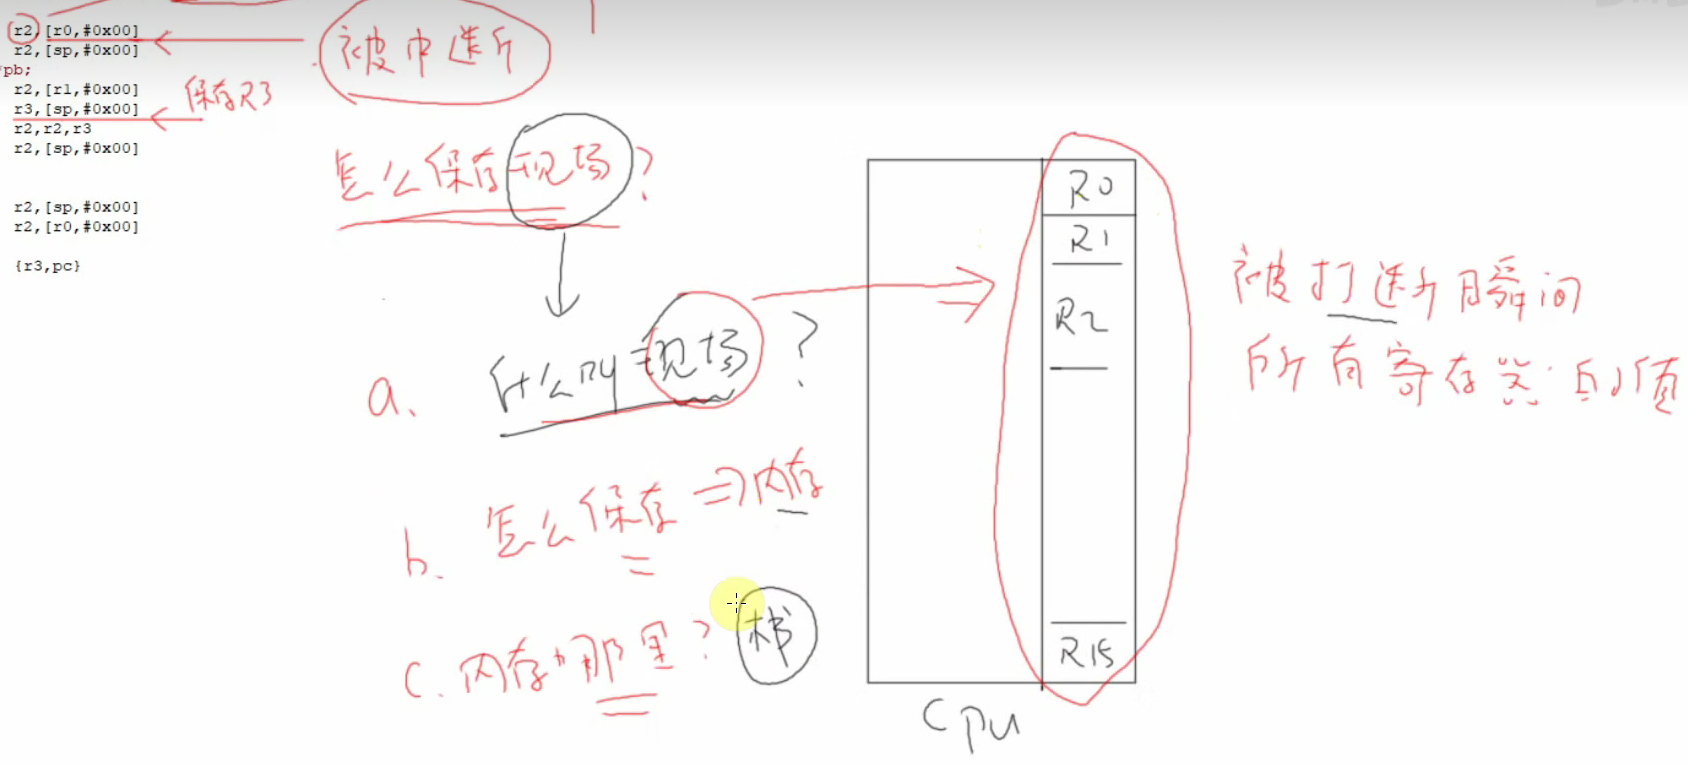 r2,[r0,#0x00]
r2,[sp,#0x00]
pb;
r2,[r1,#0x00]
r3,[sp,#0x00]
r2,r2,r3
r2,[sp,#0x00]
r2,[sp,#0x00]
r2,[r0,#0x00]
{r3,pc}
被中断
保存R3
怎么保存现场?
a. 什么叫现场?
b. 怎么保存⇒内存
c. 内存 那里? 栈
R0
R1
R2
R15
CPU
被打断瞬间
所有寄存器的值